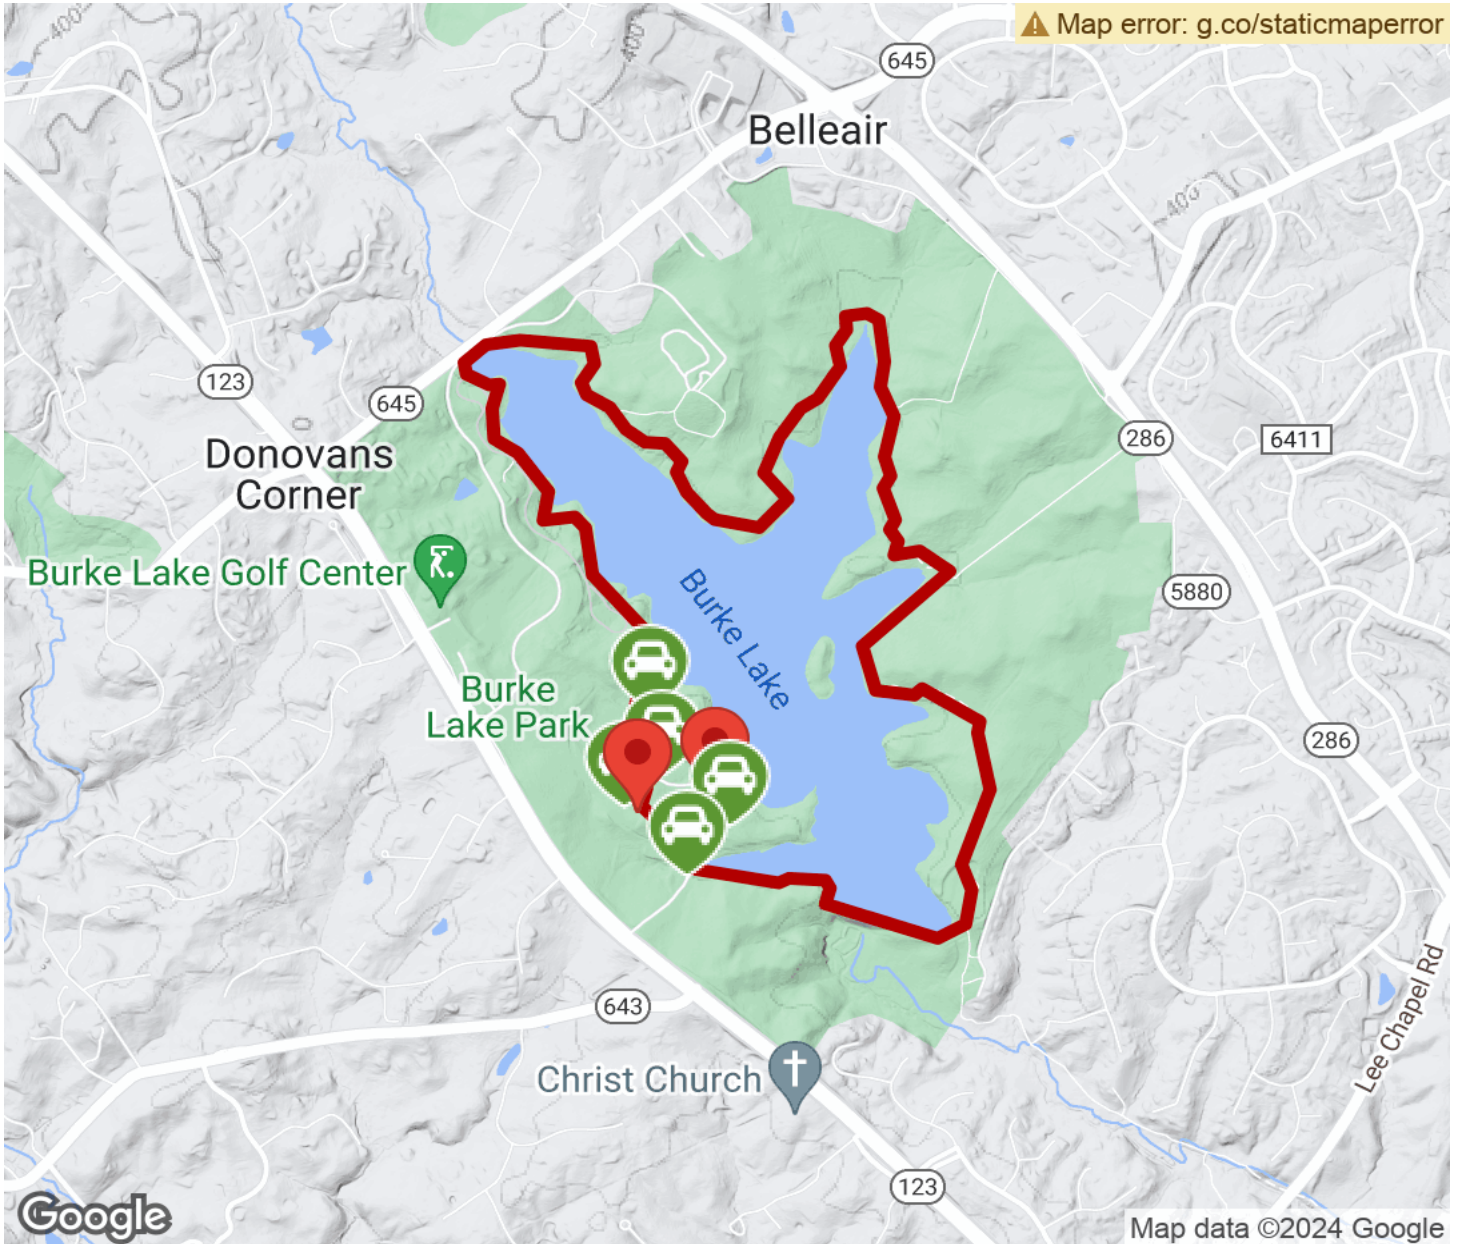 Map error: g.co/staticmaperror
400
400
645
Belleair
400
123
645
286
6411
Donovans
Corner
Burke Lake Golf Center
Burke Lake
5880
Burke
Lake Park
286
643
Lee Chapel Rd
Christ Church
123
Google
Map data ©2024 Google